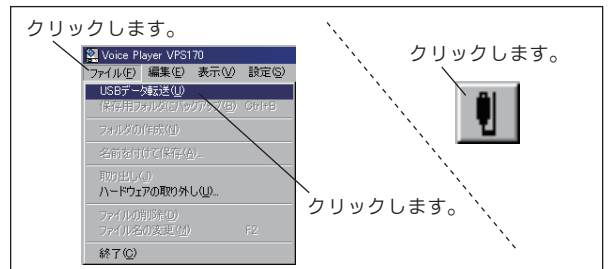 クリックします。
Voice Player VPS170
ファイル(F) 編集(E) 表示(V) 設定(S)
USBデータ転送(U)
保存用フォルダにバックアップ(B) Ctrl+B
フォルダの作成(N)
名前を付けて保存(A)...
取り出し(J)
ハードウェアの取り外し(U)...
ファイルの削除(D)
ファイル名の変更(M) F2
終了(C)
クリックします。
クリックします。